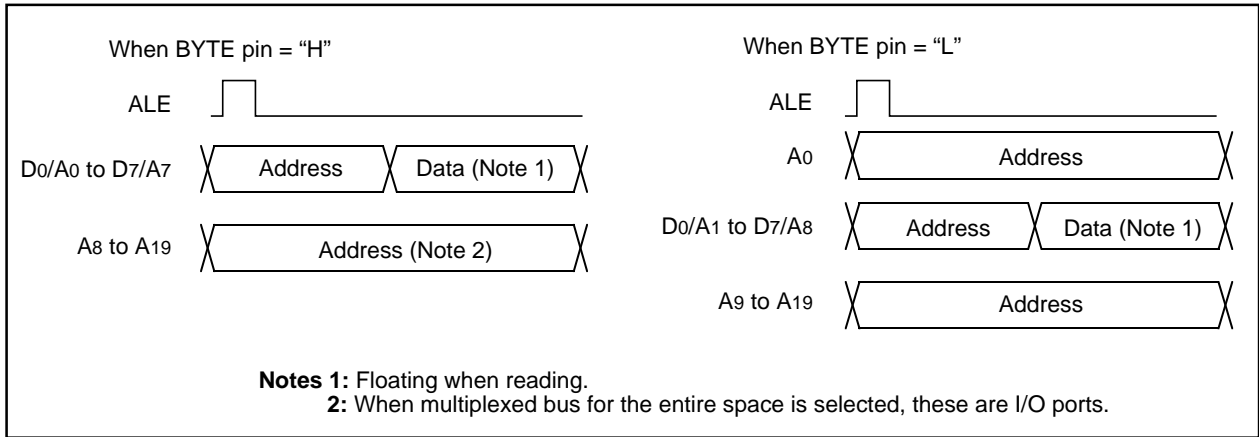 When BYTE pin = “H”
ALE
D0/A0 to D7/A7
Address
Data (Note 1)
A8 to A19
Address (Note 2)
When BYTE pin = “L”
ALE
A0
Address
D0/A1 to D7/A8
Address
Data (Note 1)
A9 to A19
Address
Notes 1: Floating when reading.
2: When multiplexed bus for the entire space is selected, these are I/O ports.